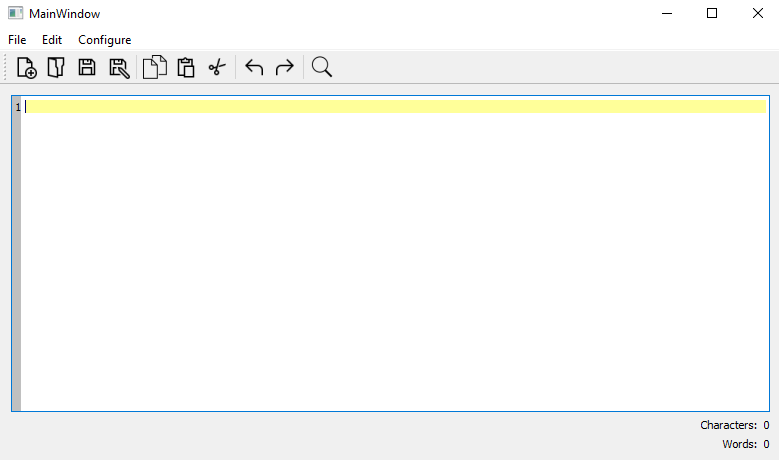 MainWindow
File Edit Configure
1
Characters: 0
Words: 0